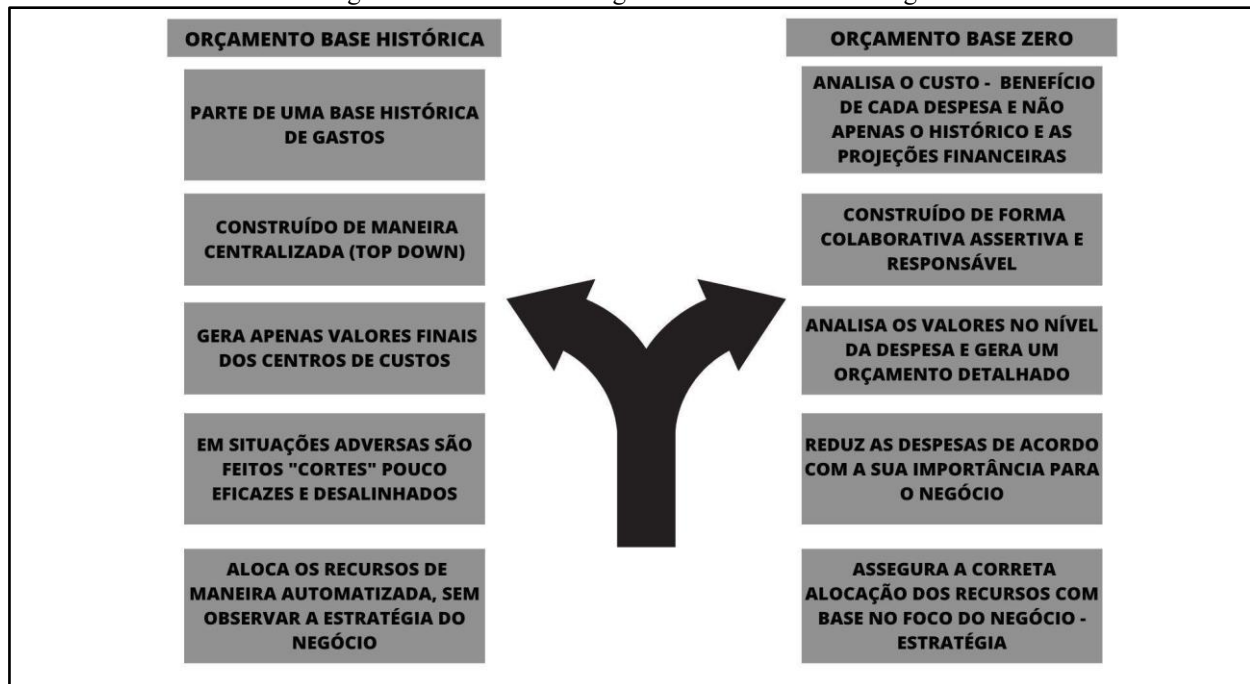 ORÇAMENTO BASE HISTÓRICA
PARTE DE UMA BASE HISTÓRICA
DE GASTOS
CONSTRUÍDO DE MANEIRA
CENTRALIZADA (TOP DOWN)
GERA APENAS VALORES FINAIS
DOS CENTROS DE CUSTOS
EM SITUAÇÕES ADVERSAS SÃO
FEITOS "CORTES" POUCO
EFICAZES E DESALINHADOS
ALOCA OS RECURSOS DE
MANEIRA AUTOMATIZADA, SEM
OBSERVAR A ESTRATÉGIA DO
NEGÓCIO
ORÇAMENTO BASE ZERO
ANALISA O CUSTO - BENEFÍCIO
DE CADA DESPESA E NÃO
APENAS O HISTÓRICO E AS
PROJEÇÕES FINANCEIRAS
CONSTRUÍDO DE FORMA
COLABORATIVA ASSERTIVA E
RESPONSÁVEL
ANALISA OS VALORES NO NÍVEL
DA DESPESA E GERA UM
ORÇAMENTO DETALHADO
REDUZ AS DESPESAS DE ACORDO
COM A SUA IMPORTÂNCIA PARA
O NEGÓCIO
ASSEGURA A CORRETA
ALOCAÇÃO DOS RECURSOS COM
BASE NO FOCO DO NEGÓCIO -
ESTRATÉGIA